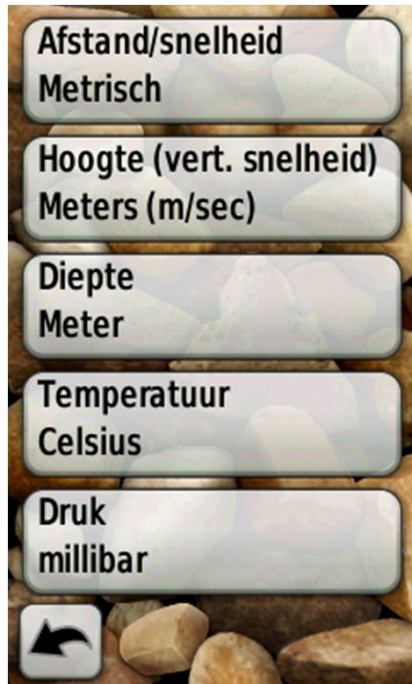 Afstand/snelheid
Metrisch
Hoogte (vert. snelheid)
Meters (m/sec)
Diepte
Meter
Temperatuur
Celsius
Druk
millibar